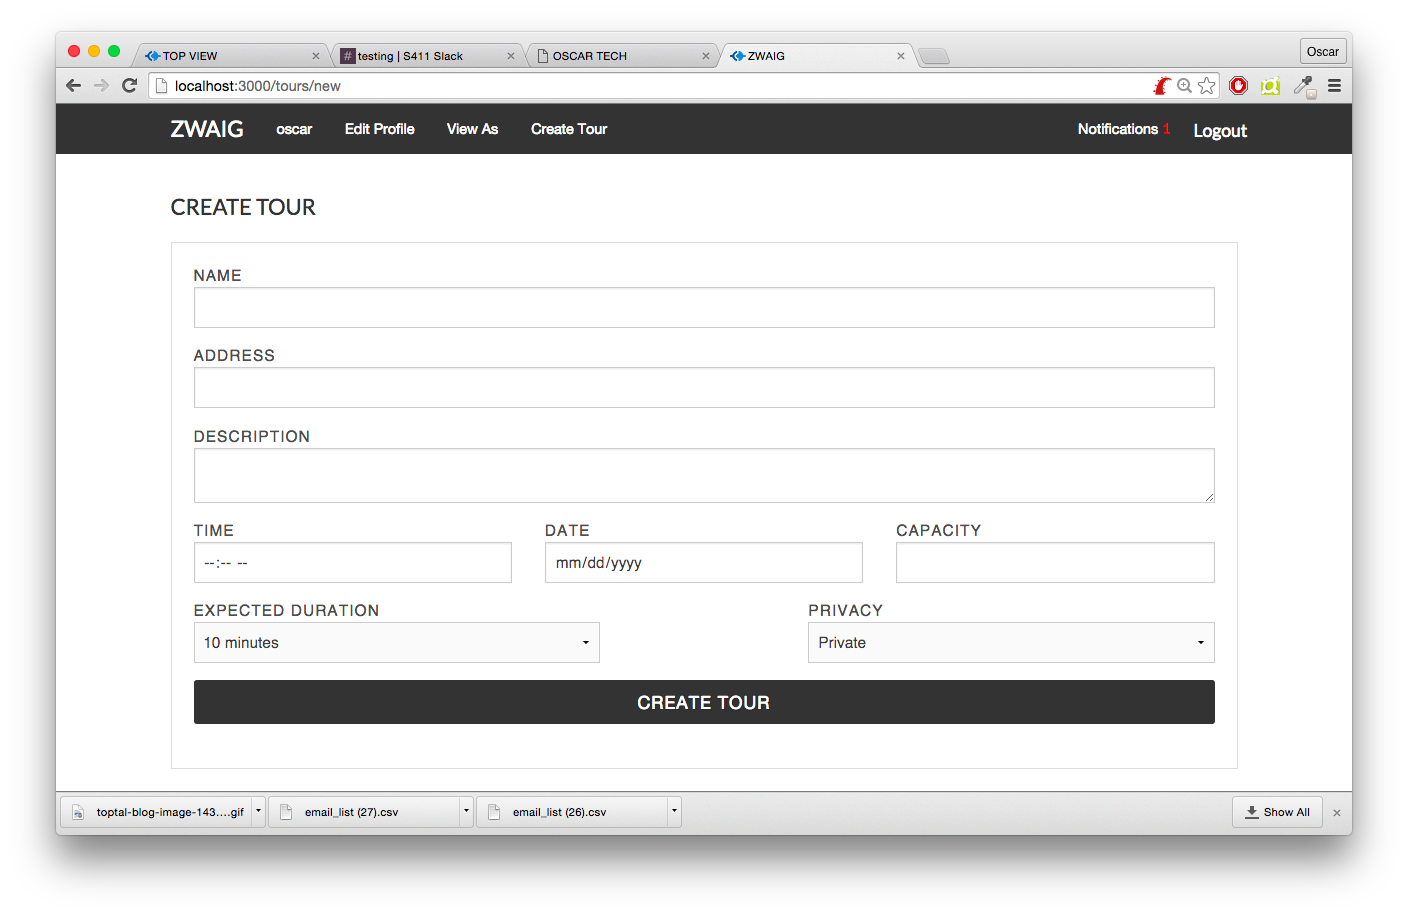 TOP VIEW
testing | S411 Slack
OSCAR TECH
ZWAIG
Oscar
localhost:3000/tours/new
ZWAIG oscar Edit Profile View As Create Tour Notifications 1 Logout
CREATE TOUR
NAME
ADDRESS
DESCRIPTION
TIME DATE CAPACITY
--:-- -- mm/dd/yyyy
EXPECTED DURATION PRIVACY
10 minutes Private
CREATE TOUR
toptal-blog-image-143....gif email_list (27).csv email_list (26).csv Show All